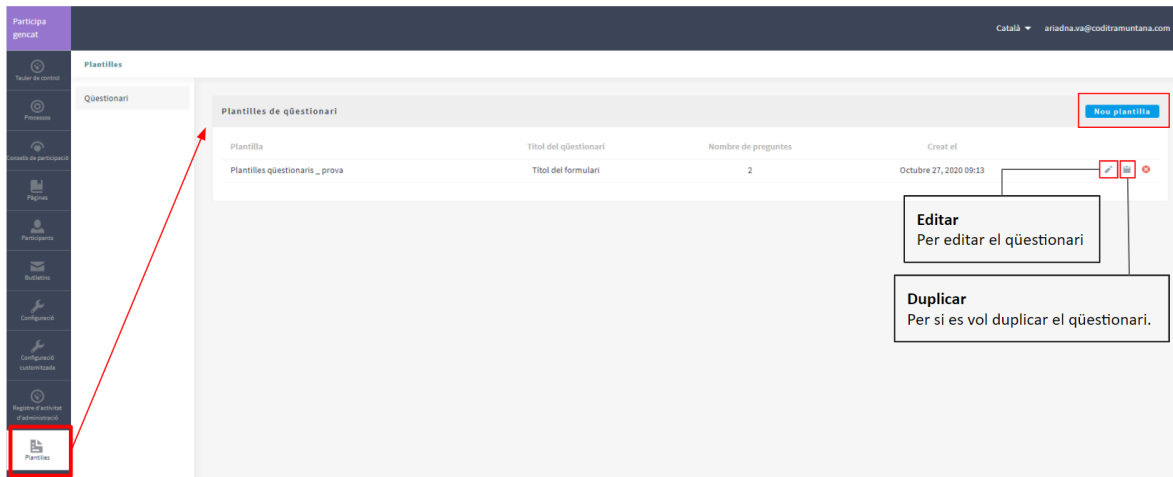 Participa
gencat
Català
ariadna.va@coditramuntana.com
Tauler de control
Processos
Consells de participació
Pàgines
Participants
Butlletins
Configuració
Configuració
customitzada
Registre d'activitat
d'administració
Plantilles
Plantilles
Qüestionari
Plantilles de qüestionari
Nou plantilla
Plantilla Títol del qüestionari Nombre de preguntes Creat el
Plantilles qüestionaris _ prova Títol del formulari 2 Octubre 27, 2020 09:13
Editar
Per editar el qüestionari
Duplicar
Per si es vol duplicar el qüestionari.